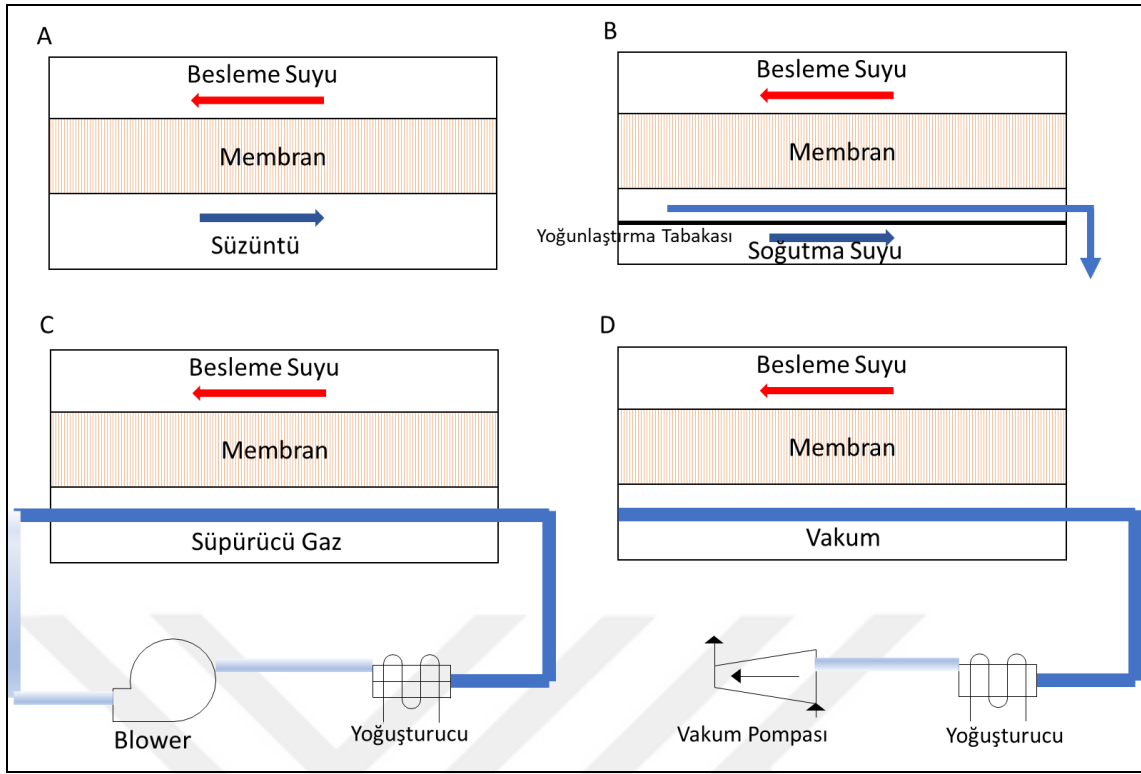 A
Besleme Suyu
Membran
Süzüntü
B
Besleme Suyu
Membran
Yoğunlaştırma Tabakası
Soğutma Suyu
C
Besleme Suyu
Membran
Süpürücü Gaz
Blower
Yoğuşturucu
D
Besleme Suyu
Membran
Vakum
Vakum Pompası
Yoğuşturucu